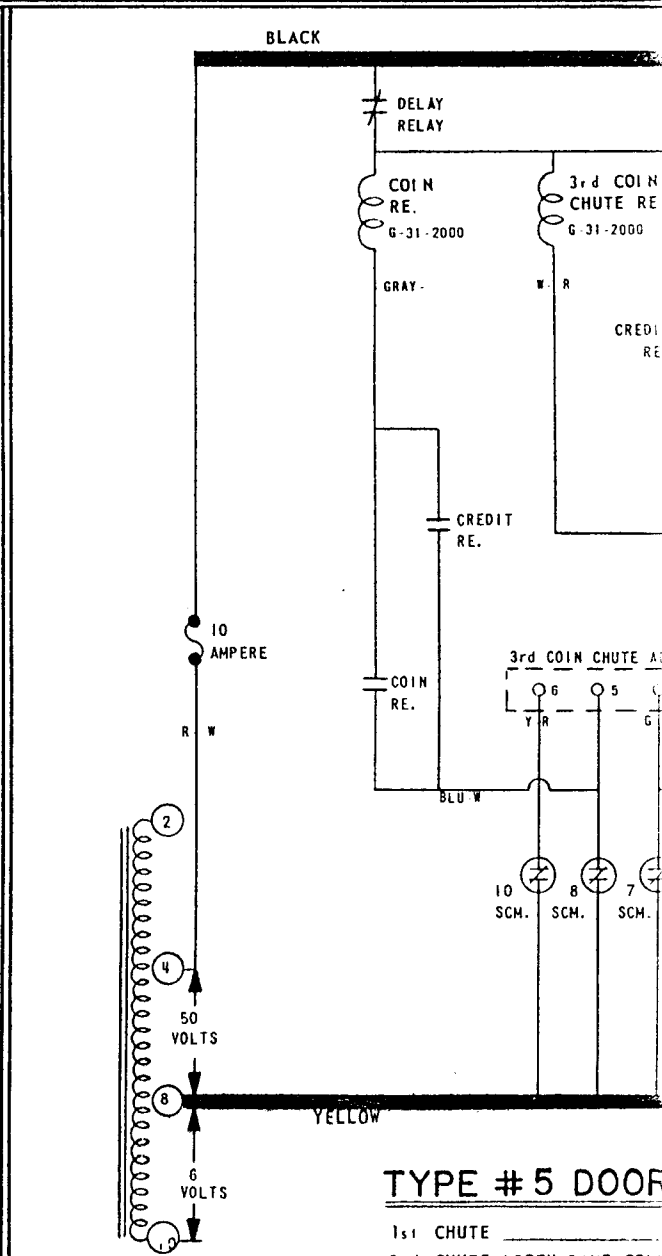 BLACK
DELAY
RELAY
COIN
RE.
G-31-2000
3rd COIN
CHUTE RE
G-31-2000
GRAY-
W- R
CREDI
RE
CREDIT
RE.
10
AMPERE
3rd COIN CHUTE A
6
5
COIN
RE.
Y R
G
R W
BLU-W
2
10
SCM.
8
SCM.
7
SCM.
4
50
VOLTS
8
YELLOW
6
VOLTS
TYPE #5 DOOR
1st CHUTE